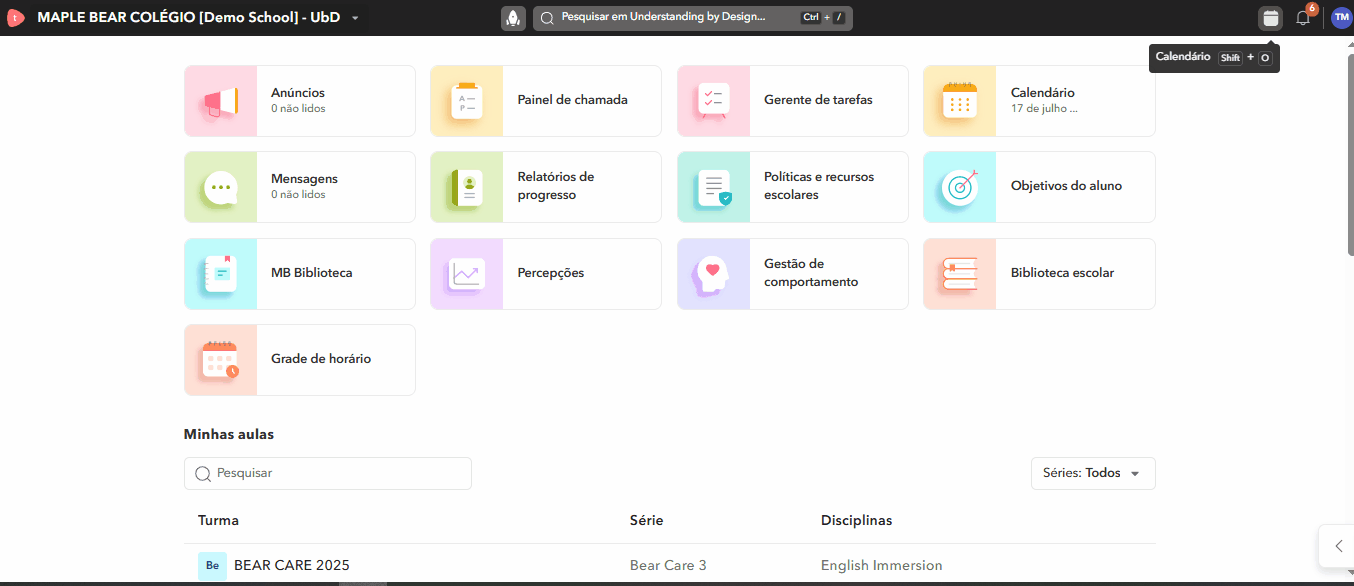 MAPLE BEAR COLÉGIO [Demo School] - UbD
Pesquisar em Understanding by Design...
Ctrl + /
6
TM
Calendário Shift + O
Anúncios
0 não lidos
Painel de chamada
Gerente de tarefas
Calendário
17 de julho ...
Mensagens
0 não lidos
Relatórios de
progresso
Políticas e recursos
escolares
Objetivos do aluno
MB Biblioteca
Percepções
Gestão de
comportamento
Biblioteca escolar
Grade de horário
Minhas aulas
Pesquisar
Séries: Todos
Turma Série Disciplinas
Be BEAR CARE 2025 Bear Care 3 English Immersion